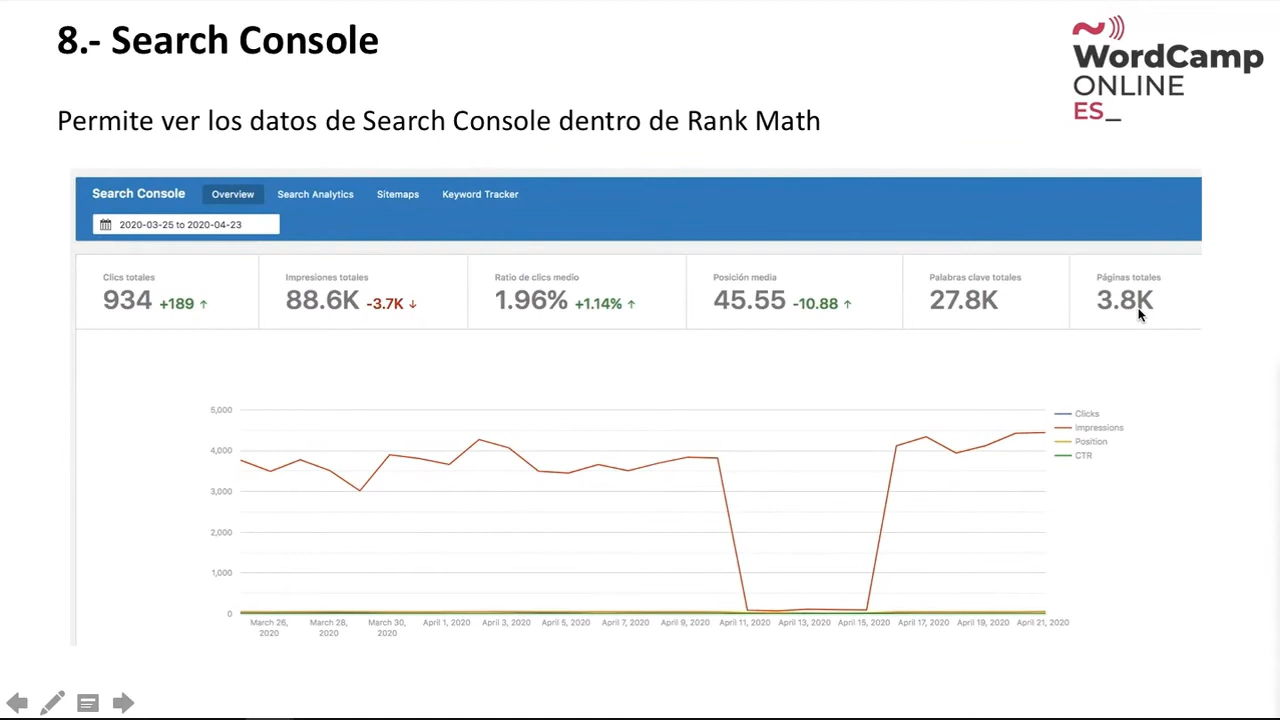 8.- Search Console
WordCamp
ONLINE
ES_
Permite ver los datos de Search Console dentro de Rank Math
Search Console Overview Search Analytics Sitemaps Keyword Tracker
2020-03-25 to 2020-04-23
Clics totales Impresiones totales Ratio de clics medio Posición media Palabras clave totales Páginas totales
934 +189 ↑ 88.6K -3.7K ↓ 1.96% +1.14% ↑ 45.55 -10.88 ↑ 27.8K 3.8K
5,000
4,000
3,000
2,000
1,000
0
Clicks
Impressions
Position
CTR
March 26, 2020
March 28, 2020
March 30, 2020
April 1, 2020
April 3, 2020
April 5, 2020
April 7, 2020
April 9, 2020
April 11, 2020
April 13, 2020
April 15, 2020
April 17, 2020
April 19, 2020
April 21, 2020